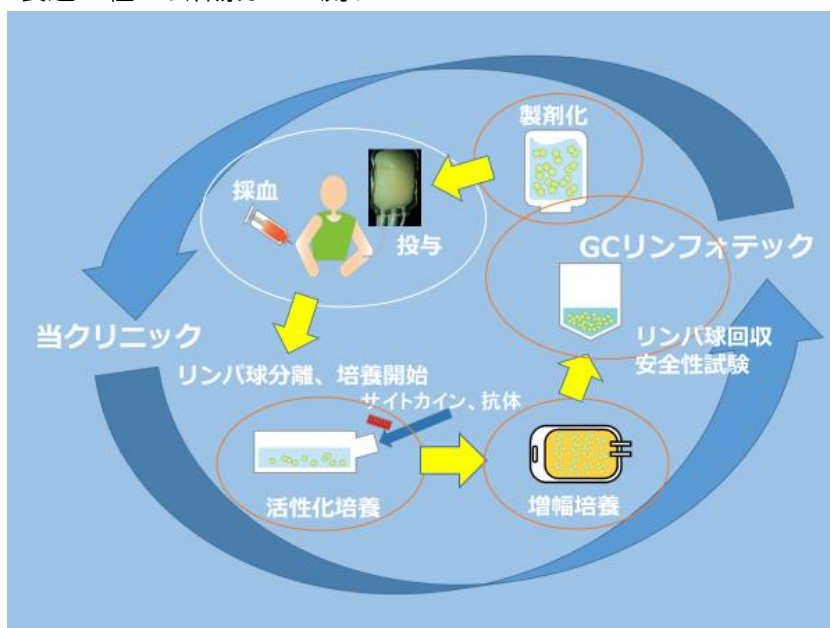 製剤化
採血
投与
GCリンフォテック
当クリニック
リンパ球回収
安全性試験
リンパ球分離、培養開始
サイトカイン、抗体
活性化培養
増幅培養